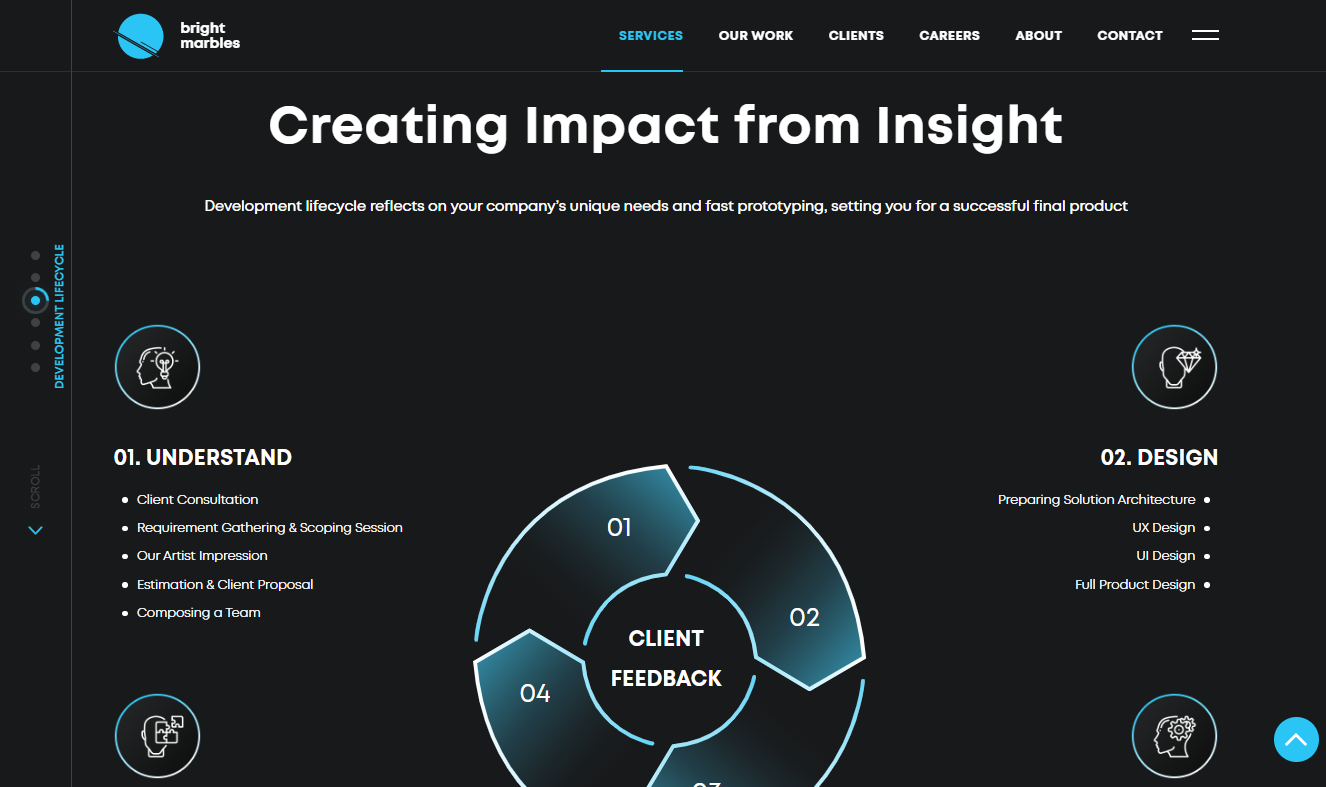 bright
marbles
SERVICES
OUR WORK
CLIENTS
CAREERS
ABOUT
CONTACT
Creating Impact from Insight
Development lifecycle reflects on your company’s unique needs and fast prototyping, setting you for a successful final product
DEVELOPMENT LIFECYCLE
SCROLL
01. UNDERSTAND
Client Consultation
Requirement Gathering & Scoping Session
Our Artist Impression
Estimation & Client Proposal
Composing a Team
02. DESIGN
Preparing Solution Architecture
UX Design
UI Design
Full Product Design
01
02
CLIENT
FEEDBACK
04
03